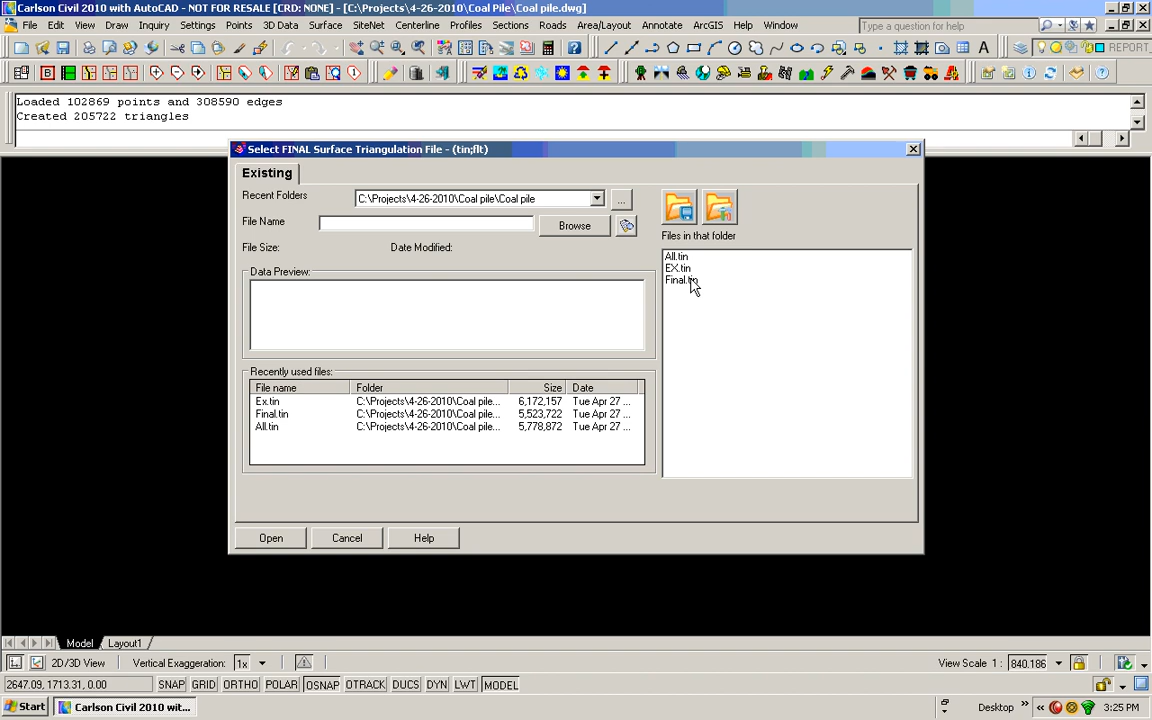 Carlson Civil 2010 with AutoCAD - NOT FOR RESALE [CRD: NONE] - [C:\Projects\4-26-2010\Coal Pile\Coal pile.dwg]
File Edit View Draw Inquiry Settings Points 3D Data Surface SiteNet Centerline Profiles Sections Roads Area/Layout Annotate ArcGIS Help Window Type a question for help
REPORT_
Loaded 102869 points and 308590 edges
Created 205722 triangles
Select FINAL Surface Triangulation File - (tin;flt)
Existing
Recent Folders C:\Projects\4-26-2010\Coal pile\Coal pile ...
File Name Browse
Files in that folder
File Size: Date Modified:
All.tin
EX.tin
Final.tin
Data Preview:
Recently used files:
File name Folder Size Date
Ex.tin C:\Projects\4-26-2010\Coal pile... 6,172,157 Tue Apr 27 ...
Final.tin C:\Projects\4-26-2010\Coal pile... 5,523,722 Tue Apr 27 ...
All.tin C:\Projects\4-26-2010\Coal pile... 5,778,872 Tue Apr 27 ...
Open Cancel Help
Model Layout1
2D/3D View Vertical Exaggeration: 1x View Scale 1 : 840.186
2647.09, 1713.31, 0.00 SNAP GRID ORTHO POLAR OSNAP OTRACK DUCS DYN LWT MODEL
Start Carlson Civil 2010 wit... Desktop 3:25 PM